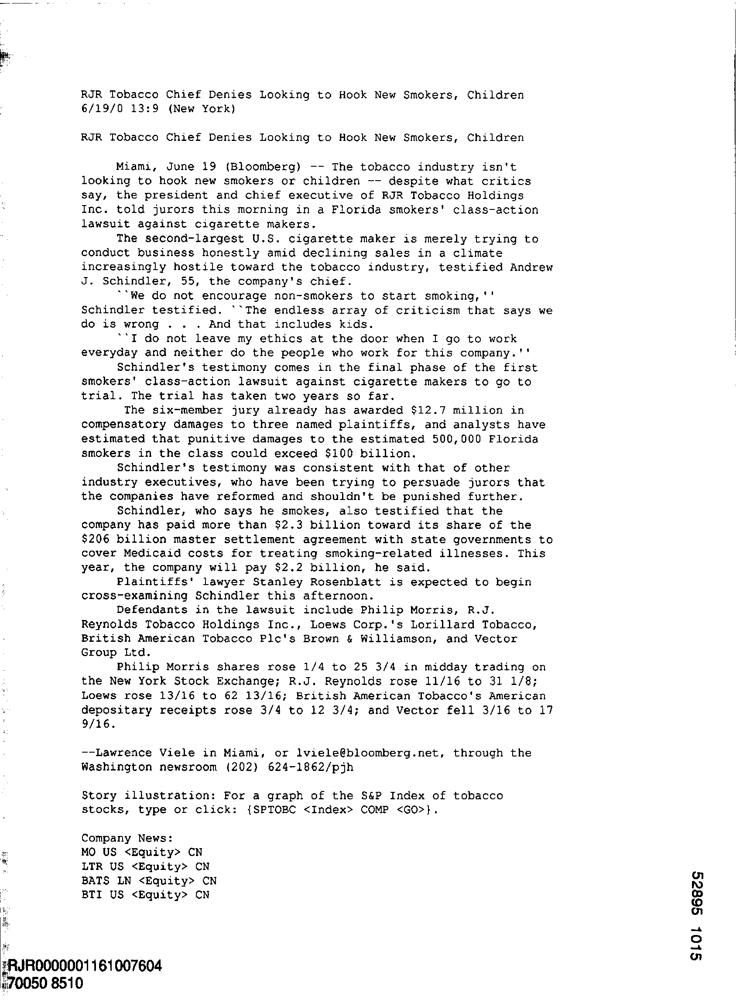 RJR Tobacco Chief Denies Looking to Hook New Smokers, Children
6/19/0 13:9 (New York)
RJR Tobacco Chief Denies Looking to Hook New Smokers, Children
Miami, June 19 (Bloomberg) -- The tobacco industry isn't
looking to hook new smokers or children -- despite what critics
say, the president and chief executive of RJR Tobacco Holdings
Inc. told jurors this morning in a Florida smokers' class-action
lawsuit against cigarette makers.
The second-largest U.S. cigarette maker is merely trying to
conduct business honestly amid declining sales in a climate
increasingly hostile toward the tobacco industry, testified Andrew
J. Schindler, 55, the company's chief.
``We do not encourage non-smokers to start smoking,''
Schindler testified. ``The endless array of criticism that says we
do is wrong . . . And that includes kids.
``I do not leave my ethics at the door when I go to work
everyday and neither do the people who work for this company.''
Schindler's testimony comes in the final phase of the first
smokers' class-action lawsuit against cigarette makers to go to
trial. The trial has taken two years so far.
The six-member jury already has awarded $12.7 million in
compensatory damages to three named plaintiffs, and analysts have
estimated that punitive damages to the estimated 500,000 Florida
smokers in the class could exceed $100 billion.
Schindler's testimony was consistent with that of other
industry executives, who have been trying to persuade jurors that
the companies have reformed and shouldn't be punished further.
Schindler, who says he smokes, also testified that the
company has paid more than $2.3 billion toward its share of the
$206 billion master settlement agreement with state governments to
cover Medicaid costs for treating smoking-related illnesses. This
year, the company will pay $2.2 billion, he said.
Plaintiffs' lawyer Stanley Rosenblatt is expected to begin
cross-examining Schindler this afternoon.
Defendants in the lawsuit include Philip Morris, R.J.
Reynolds Tobacco Holdings Inc., Loews Corp.'s Lorillard Tobacco,
British American Tobacco Plc's Brown & Williamson, and Vector
Group Ltd.
Philip Morris shares rose 1/4 to 25 3/4 in midday trading on
the New York Stock Exchange; R.J. Reynolds rose 11/16 to 31 1/8;
Loews rose 13/16 to 62 13/16; British American Tobacco's American
depositary receipts rose 3/4 to 12 3/4; and Vector fell 3/16 to 17
9/16.
--Lawrence Viele in Miami, or lviele@bloomberg.net, through the
Washington newsroom (202) 624-1862/pjh
Story illustration: For a graph of the S&P Index of tobacco
stocks, type or click: {SPTOBC <Index> COMP <GO>}.
Company News:
MO US <Equity> CN
LTR US <Equity> CN
BATS LN <Equity> CN
BTI US <Equity> CN
52895 1015
RJR0000001161007604
70050 8510